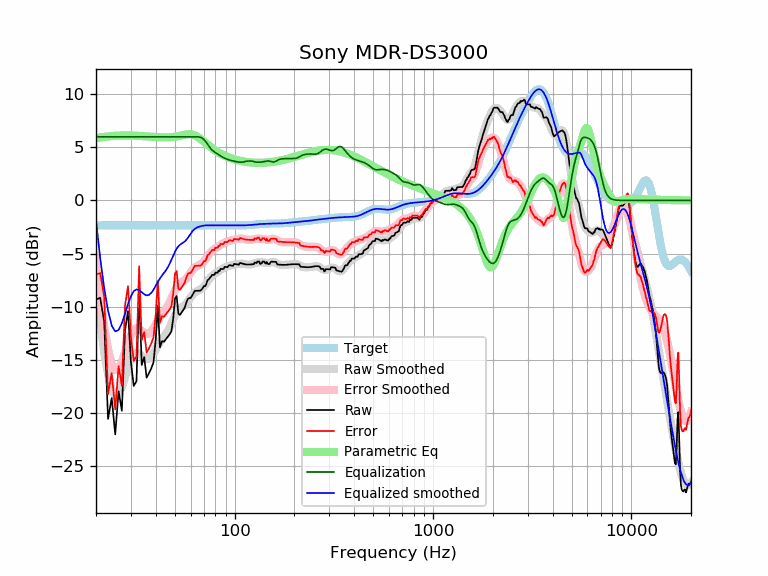 Sony MDR-DS3000
Amplitude (dBr)
10
5
0
−5
−10
−15
−20
−25
Target
Raw Smoothed
Error Smoothed
Raw
Error
Parametric Eq
Equalization
Equalized smoothed
100
1000
10000
Frequency (Hz)